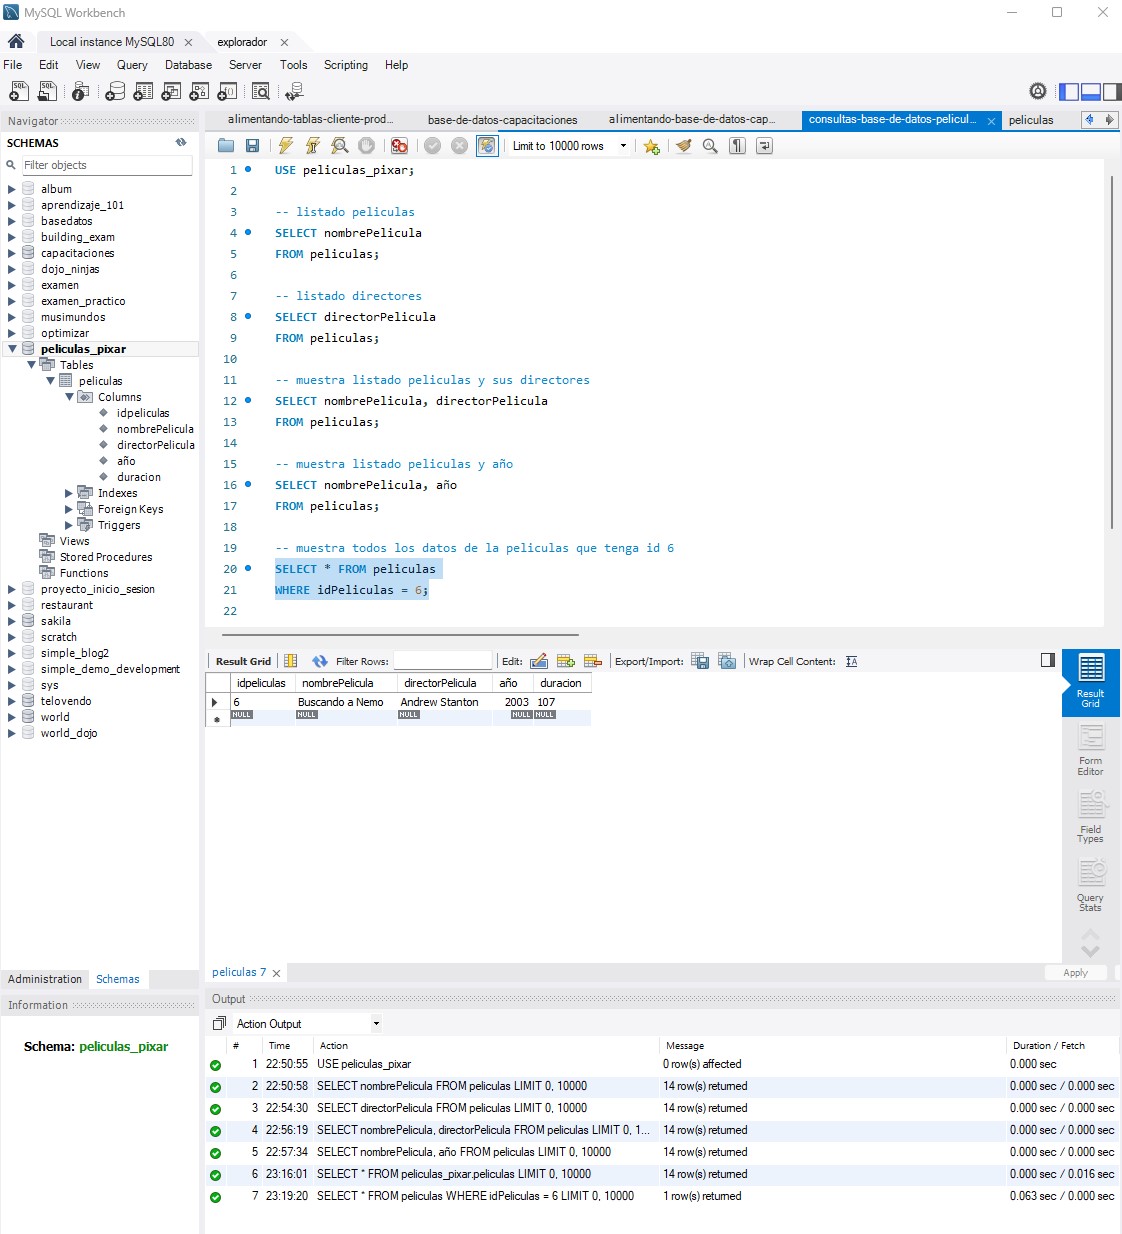 MySQL Workbench
Local instance MySQL80
explorador
File Edit View Query Database Server Tools Scripting Help
Navigator
SCHEMAS
Filter objects
album
aprendizaje_101
basedatos
building_exam
capacitaciones
dojo_ninjas
examen
examen_practico
musimundos
optimizar
peliculas_pixar
Tables
peliculas
Columns
idpeliculas
nombrePelicula
directorPelicula
año
duracion
Indexes
Foreign Keys
Triggers
Views
Stored Procedures
Functions
proyecto_inicio_sesion
restaurant
sakila
scratch
simple_blog2
simple_demo_development
sys
telovendo
world
world_dojo
Administration Schemas
Information
Schema: peliculas_pixar
alimentando-tablas-cliente-prod... base-de-datos-capacitaciones alimentando-base-de-datos-cap... consultas-base-de-datos-pelicul... peliculas
Limit to 10000 rows
1 USE peliculas_pixar;
2
3 -- listado peliculas
4 SELECT nombrePelicula
5 FROM peliculas;
6
7 -- listado directores
8 SELECT directorPelicula
9 FROM peliculas;
10
11 -- muestra listado peliculas y sus directores
12 SELECT nombrePelicula, directorPelicula
13 FROM peliculas;
14
15 -- muestra listado peliculas y año
16 SELECT nombrePelicula, año
17 FROM peliculas;
18
19 -- muestra todos los datos de la peliculas que tenga id 6
20 SELECT * FROM peliculas
21 WHERE idPeliculas = 6;
22
Result Grid Filter Rows: Edit: Export/Import: Wrap Cell Content:
idpeliculas nombrePelicula directorPelicula año duracion
6 Buscando a Nemo Andrew Stanton 2003 107
NULL NULL NULL NULL NULL
Result Grid
Form Editor
Field Types
Query Stats
peliculas 7
Apply
Output
Action Output
# Time Action Message Duration / Fetch
1 22:50:55 USE peliculas_pixar 0 row(s) affected 0.000 sec
2 22:50:58 SELECT nombrePelicula FROM peliculas LIMIT 0, 10000 14 row(s) returned 0.000 sec / 0.000 sec
3 22:54:30 SELECT directorPelicula FROM peliculas LIMIT 0, 10000 14 row(s) returned 0.000 sec / 0.000 sec
4 22:56:19 SELECT nombrePelicula, directorPelicula FROM peliculas LIMIT 0, 1... 14 row(s) returned 0.000 sec / 0.000 sec
5 22:57:34 SELECT nombrePelicula, año FROM peliculas LIMIT 0, 10000 14 row(s) returned 0.000 sec / 0.000 sec
6 23:16:01 SELECT * FROM peliculas_pixar.peliculas LIMIT 0, 10000 14 row(s) returned 0.000 sec / 0.016 sec
7 23:19:20 SELECT * FROM peliculas WHERE idPeliculas = 6 LIMIT 0, 10000 1 row(s) returned 0.063 sec / 0.000 sec